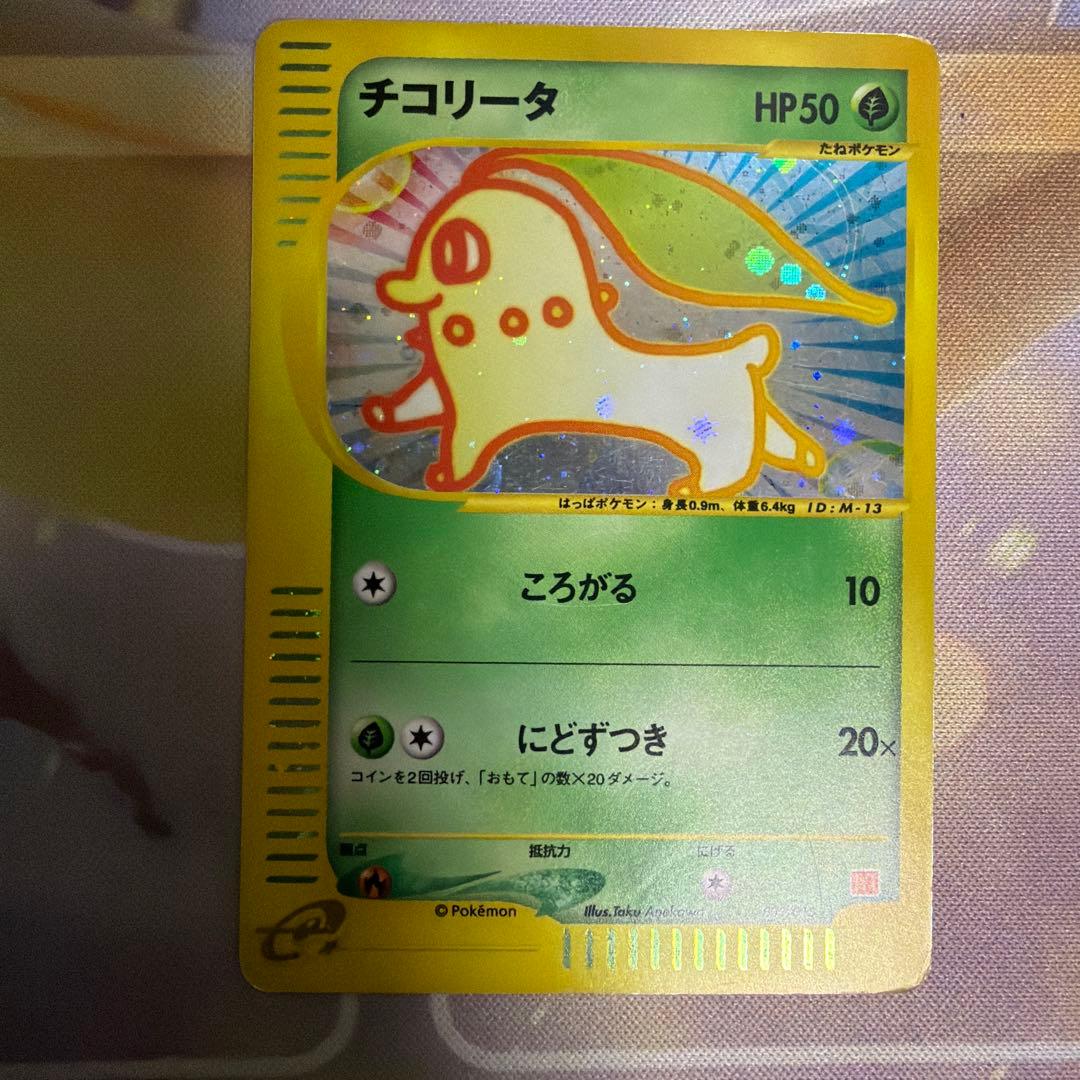 チコリータ HP50
たねポケモン
はっぱポケモン：身長0.9m、体重6.4kg ID:M-13
ころがる 10
にどずつき 20×
コインを2回投げ、「おもて」の数×20ダメージ。
弱点 抵抗力 にげる
© Pokémon Illus.Taku Anekawa
e